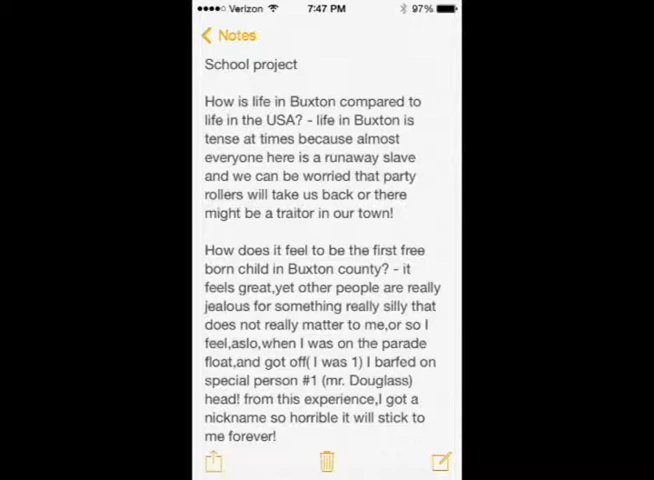 Verizon 7:47 PM 97%
Notes
School project
How is life in Buxton compared to
life in the USA? - life in Buxton is
tense at times because almost
everyone here is a runaway slave
and we can be worried that party
rollers will take us back or there
might be a traitor in our town!
How does it feel to be the first free
born child in Buxton county? - it
feels great,yet other people are really
jealous for something really silly that
does not really matter to me,or so I
feel,aslo,when I was on the parade
float,and got off( I was 1) I barfed on
special person #1 (mr. Douglass)
head! from this experience,I got a
nickname so horrible it will stick to
me forever!